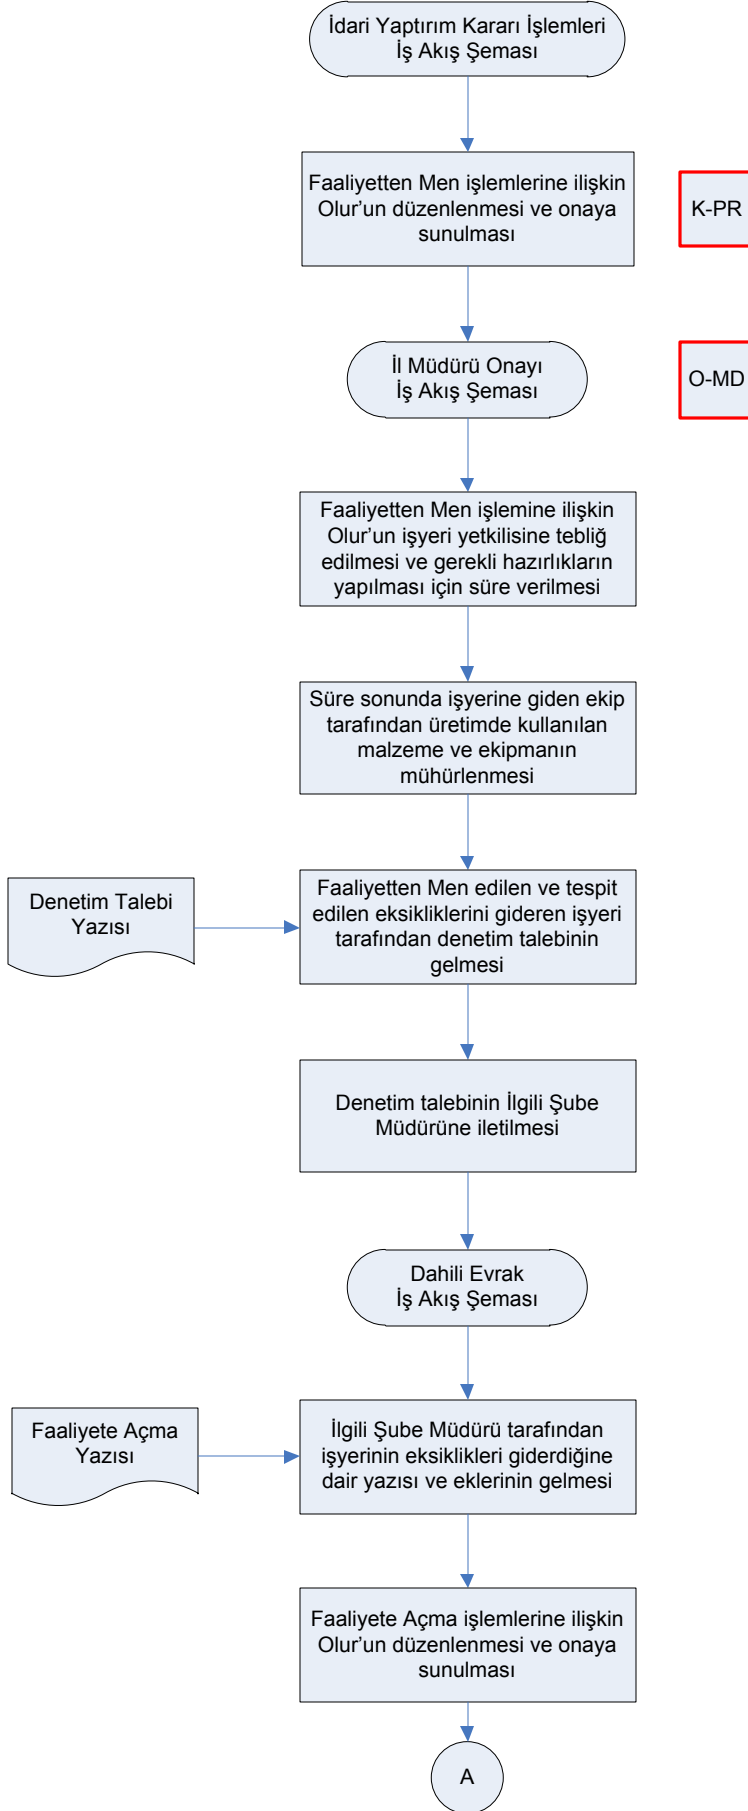 İdari Yaptırım Kararı İşlemleri
İş Akış Şeması
Faaliyetten Men işlemlerine ilişkin
Olur’un düzenlenmesi ve onaya
sunulması
K-PR
İl Müdürü Onayı
İş Akış Şeması
O-MD
Faaliyetten Men işlemine ilişkin
Olur’un işyeri yetkilisine tebliğ
edilmesi ve gerekli hazırlıkların
yapılması için süre verilmesi
Süre sonunda işyerine giden ekip
tarafından üretimde kullanılan
malzeme ve ekipmanın
mühürlenmesi
Denetim Talebi
Yazısı
Faaliyetten Men edilen ve tespit
edilen eksikliklerini gideren işyeri
tarafından denetim talebinin
gelmesi
Denetim talebinin İlgili Şube
Müdürüne iletilmesi
Dahili Evrak
İş Akış Şeması
Faaliyete Açma
Yazısı
İlgili Şube Müdürü tarafından
işyerinin eksiklikleri giderdiğine
dair yazısı ve eklerinin gelmesi
Faaliyete Açma işlemlerine ilişkin
Olur’un düzenlenmesi ve onaya
sunulması
A